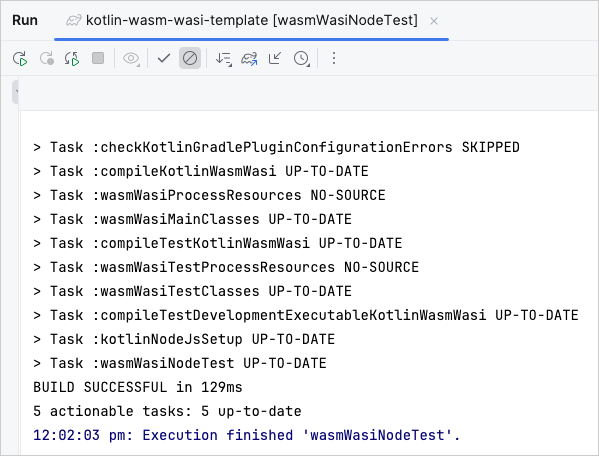 Run
kotlin-wasm-wasi-template [wasmWasiNodeTest]
> Task :checkKotlinGradlePluginConfigurationErrors SKIPPED
> Task :compileKotlinWasmWasi UP-TO-DATE
> Task :wasmWasiProcessResources NO-SOURCE
> Task :wasmWasiMainClasses UP-TO-DATE
> Task :compileTestKotlinWasmWasi UP-TO-DATE
> Task :wasmWasiTestProcessResources NO-SOURCE
> Task :wasmWasiTestClasses UP-TO-DATE
> Task :compileTestDevelopmentExecutableKotlinWasmWasi UP-TO-DATE
> Task :kotlinNodeJsSetup UP-TO-DATE
> Task :wasmWasiNodeTest UP-TO-DATE
BUILD SUCCESSFUL in 129ms
5 actionable tasks: 5 up-to-date
12:02:03 pm: Execution finished 'wasmWasiNodeTest'.